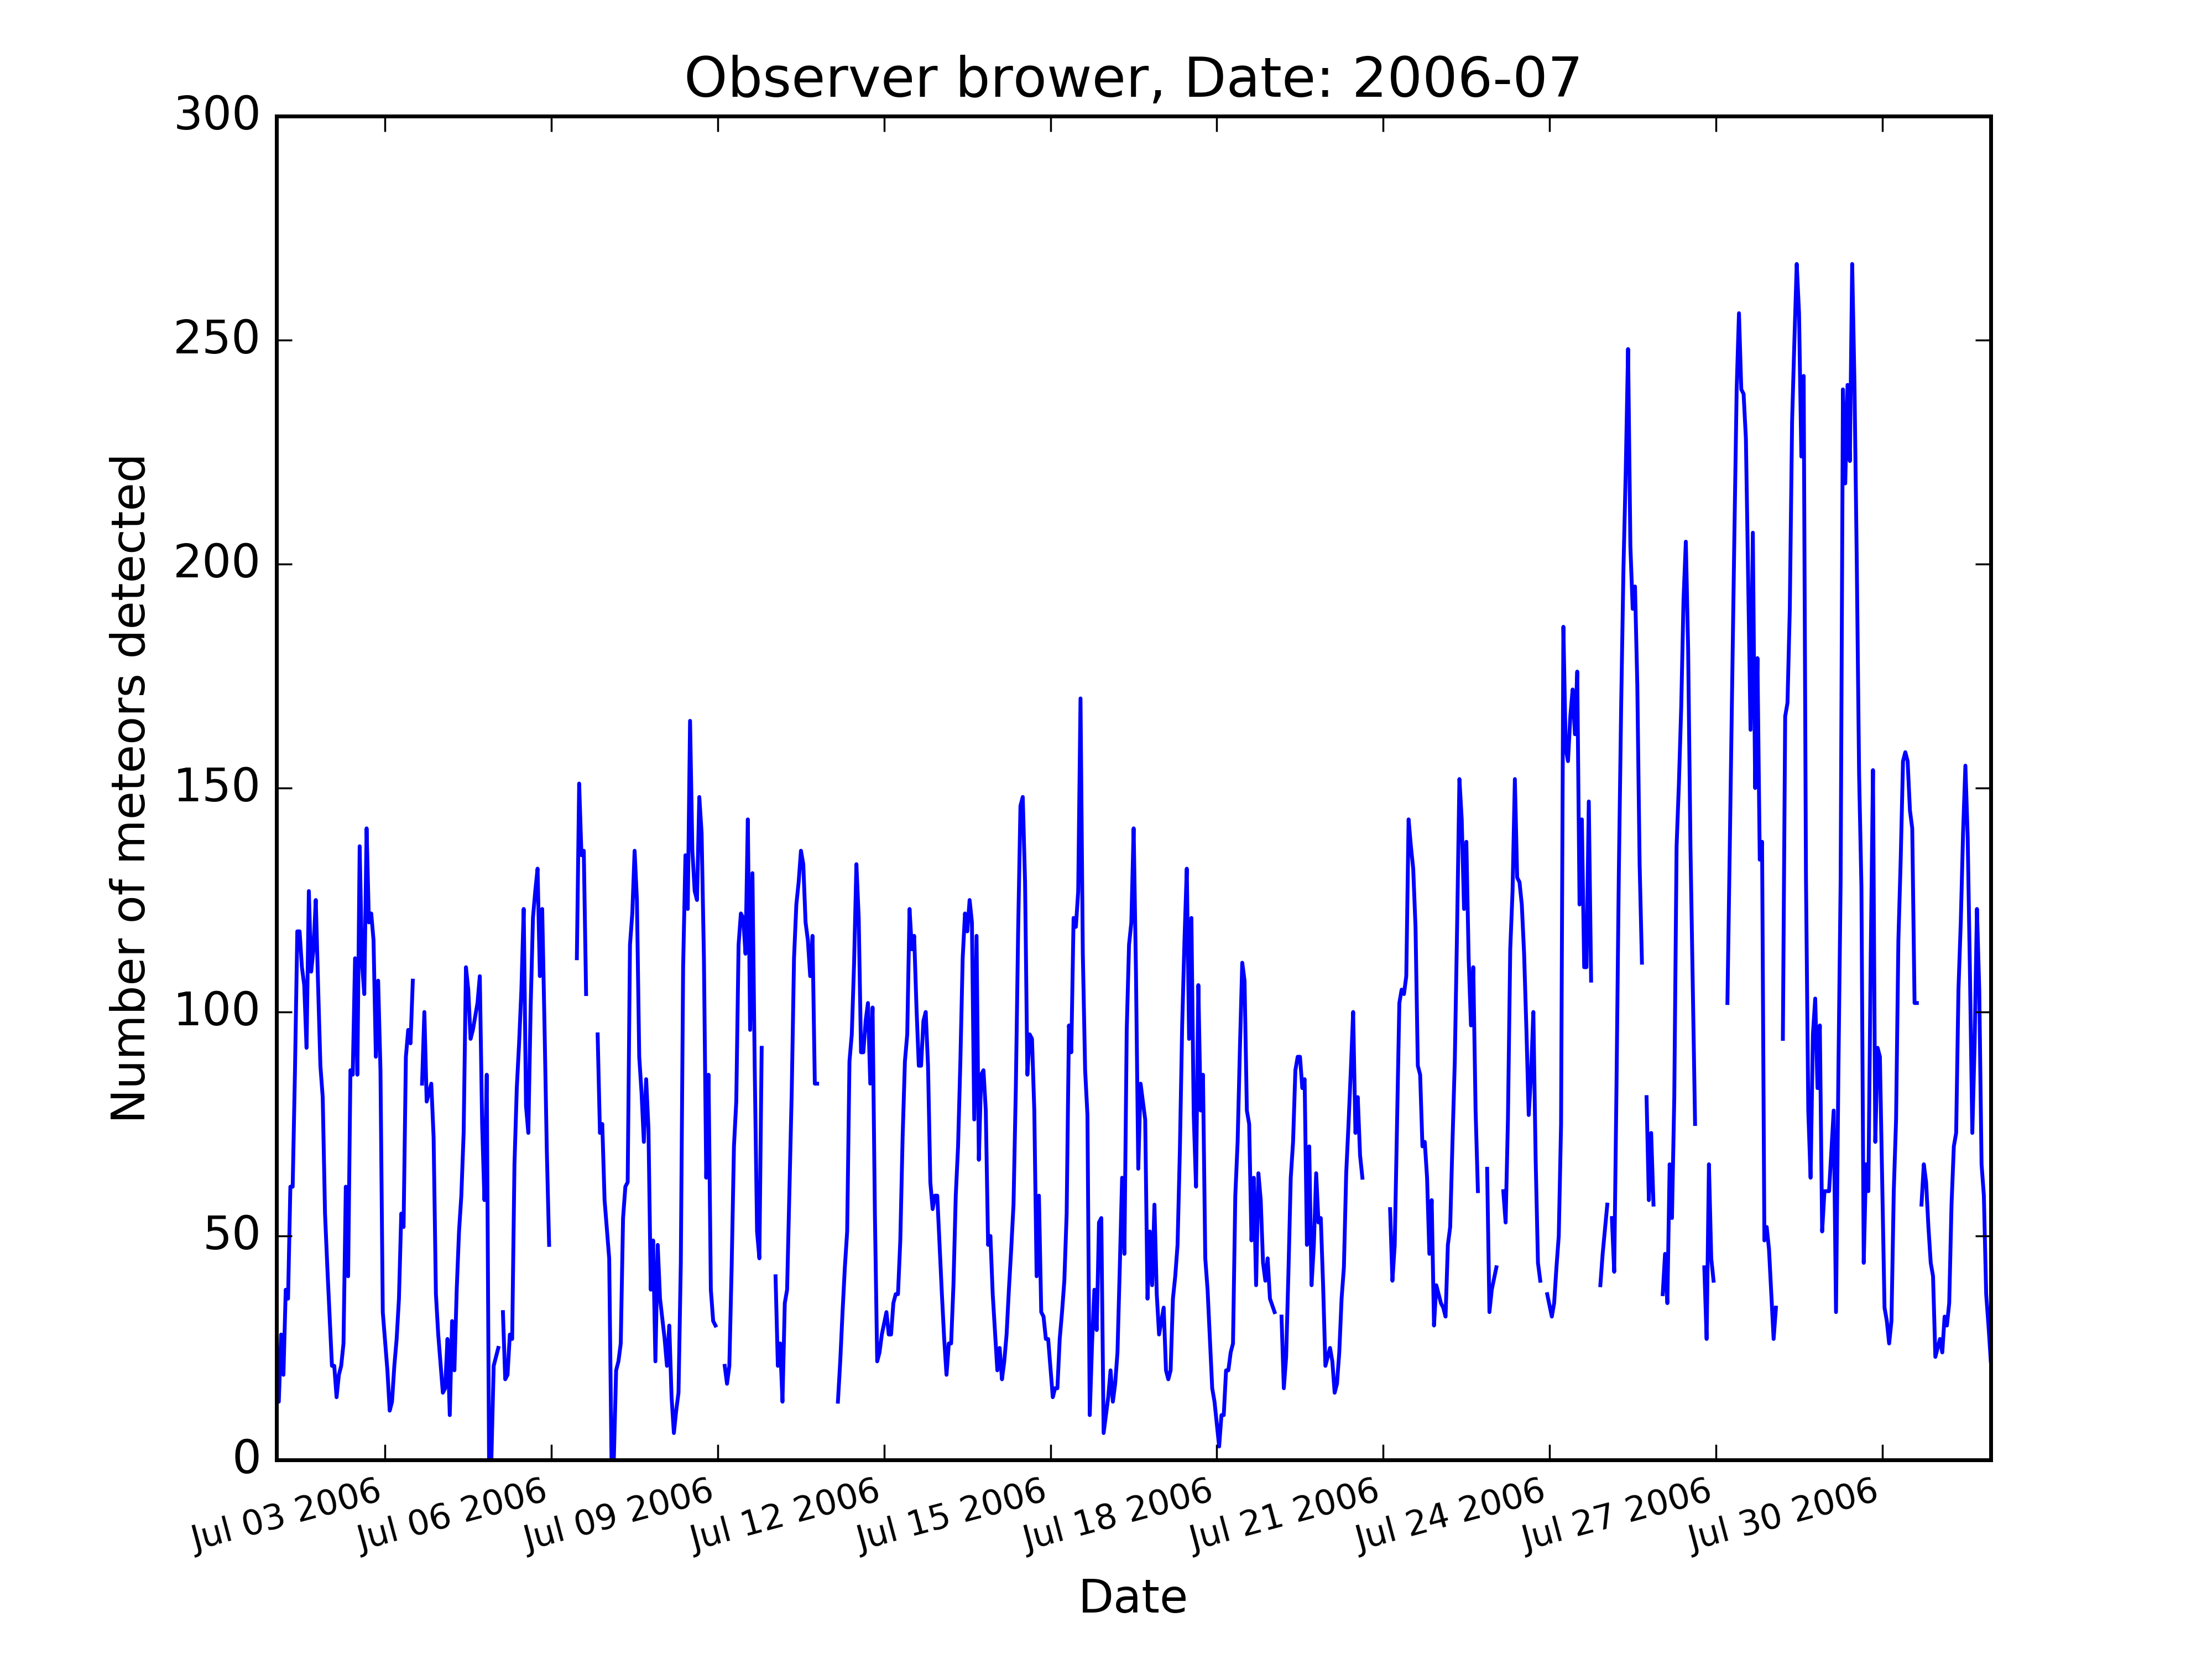 Observer brower, Date: 2006-07
300
250
200
150
100
50
0
Number of meteors detected
Jul 03 2006
Jul 06 2006
Jul 09 2006
Jul 12 2006
Jul 15 2006
Jul 18 2006
Jul 21 2006
Jul 24 2006
Jul 27 2006
Jul 30 2006
Date